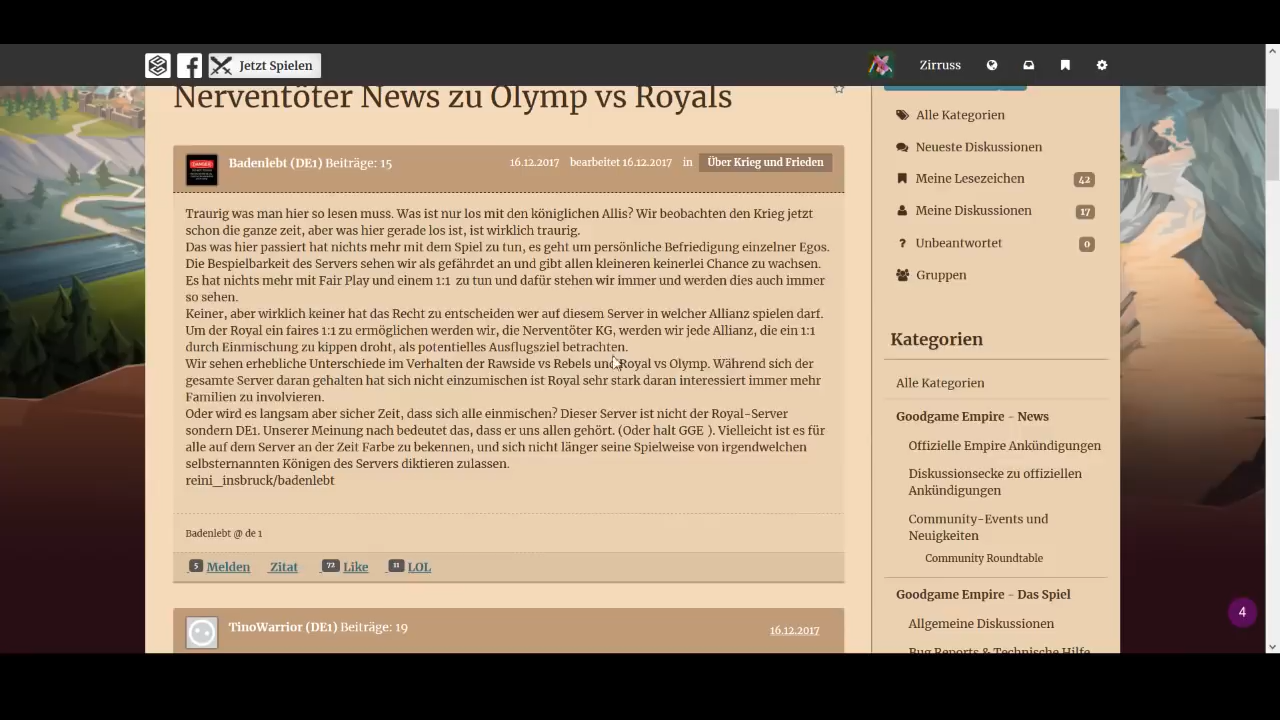 Jetzt Spielen
Zirruss
Nerventöter News zu Olymp vs Royals
Badenlebt (DE1) Beiträge: 15
16.12.2017 bearbeitet 16.12.2017 in Über Krieg und Frieden
Traurig was man hier so lesen muss. Was ist nur los mit den königlichen Allis? Wir beobachten den Krieg jetzt
schon die ganze zeit, aber was hier gerade los ist, ist wirklich traurig.
Das was hier passiert hat nichts mehr mit dem Spiel zu tun, es geht um persönliche Befriedigung einzelner Egos.
Die Bespielbarkeit des Servers sehen wir als gefährdet an und gibt allen kleineren keinerlei Chance zu wachsen.
Es hat nichts mehr mit Fair Play und einem 1:1 zu tun und dafür stehen wir immer und werden dies auch immer
so sehen.
Keiner, aber wirklich keiner hat das Recht zu entscheiden wer auf diesem Server in welcher Allianz spielen darf.
Um der Royal ein faires 1:1 zu ermöglichen werden wir, die Nerventöter KG, werden wir jede Allianz, die ein 1:1
durch Einmischung zu kippen droht, als potentielles Ausflugsziel betrachten.
Wir sehen erhebliche Unterschiede im Verhalten der Rawside vs Rebels und Royal vs Olymp. Während sich der
gesamte Server daran gehalten hat sich nicht einzumischen ist Royal sehr stark daran interessiert immer mehr
Familien zu involvieren.
Oder wird es langsam aber sicher Zeit, dass sich alle einmischen? Dieser Server ist nicht der Royal-Server
sondern DE1. Unserer Meinung nach bedeutet das, dass er uns allen gehört. (Oder halt GGE ). Vielleicht ist es für
alle auf dem Server an der Zeit Farbe zu bekennen, und sich nicht länger seine Spielweise von irgendwelchen
selbsternannten Königen des Servers diktieren zulassen.
reini_insbruck/badenlebt
Badenlebt @ de 1
5 Melden Zitat 72 Like 11 LOL
TinoWarrior (DE1) Beiträge: 19
16.12.2017
Alle Kategorien
Neueste Diskussionen
Meine Lesezeichen 42
Meine Diskussionen 17
Unbeantwortet 0
Gruppen
Kategorien
Alle Kategorien
Goodgame Empire - News
Offizielle Empire Ankündigungen
Diskussionsecke zu offiziellen
Ankündigungen
Community-Events und
Neuigkeiten
Community Roundtable
Goodgame Empire - Das Spiel
Allgemeine Diskussionen
Bug Reports & Technische Hilfe
4